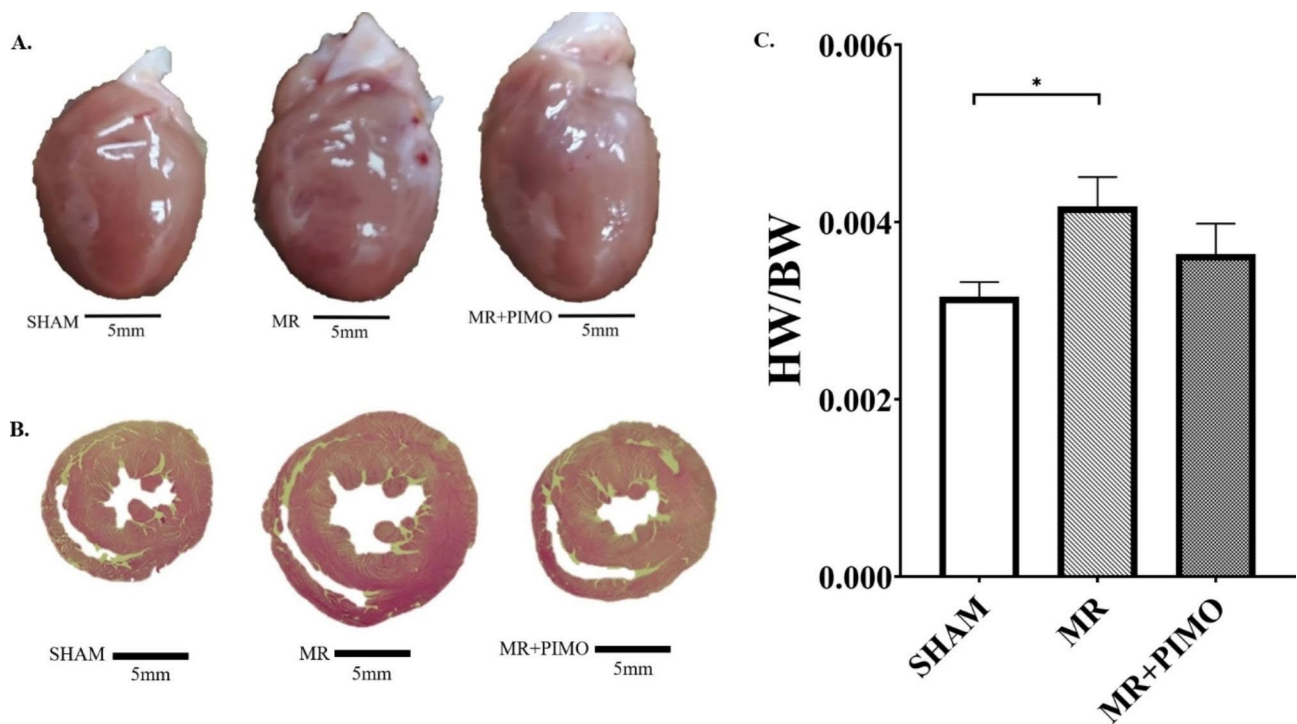 A.
SHAM
5mm
MR
5mm
MR+PIMO
5mm
B.
SHAM
5mm
MR
5mm
MR+PIMO
5mm
C.
0.006
*
0.004
0.002
0.000
HW/BW
SHAM
MR
MR+PIMO